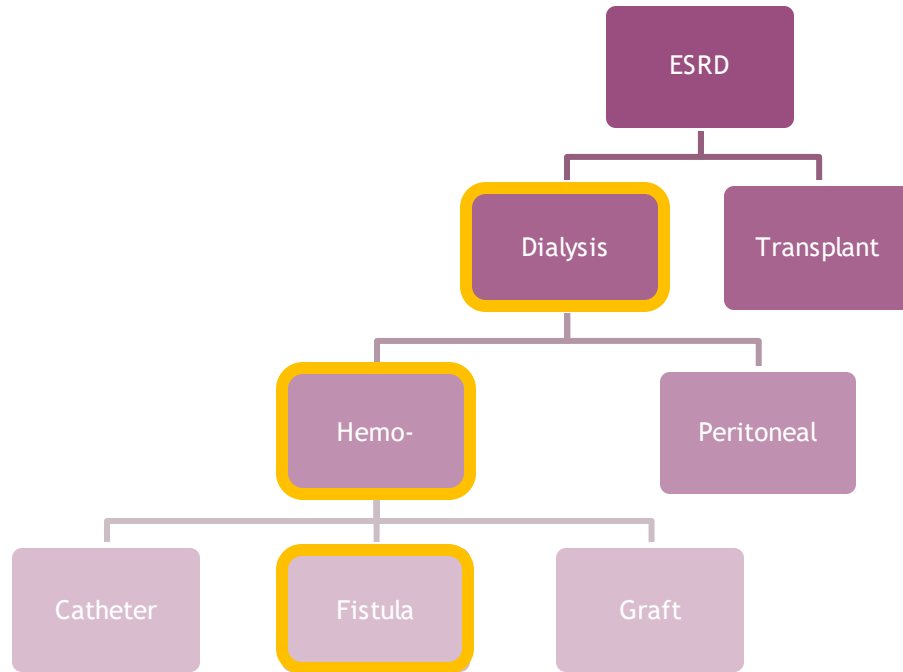 ESRD
Dialysis
Transplant
Hemo-
Peritoneal
Catheter
Fistula
Graft